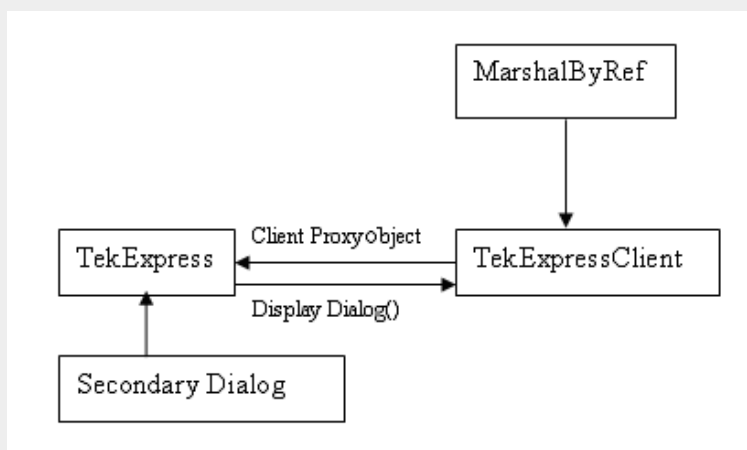 MarshalByRef
Client Proxyobject
TekExpress
TekExpressClient
Display Dialog()
Secondary Dialog